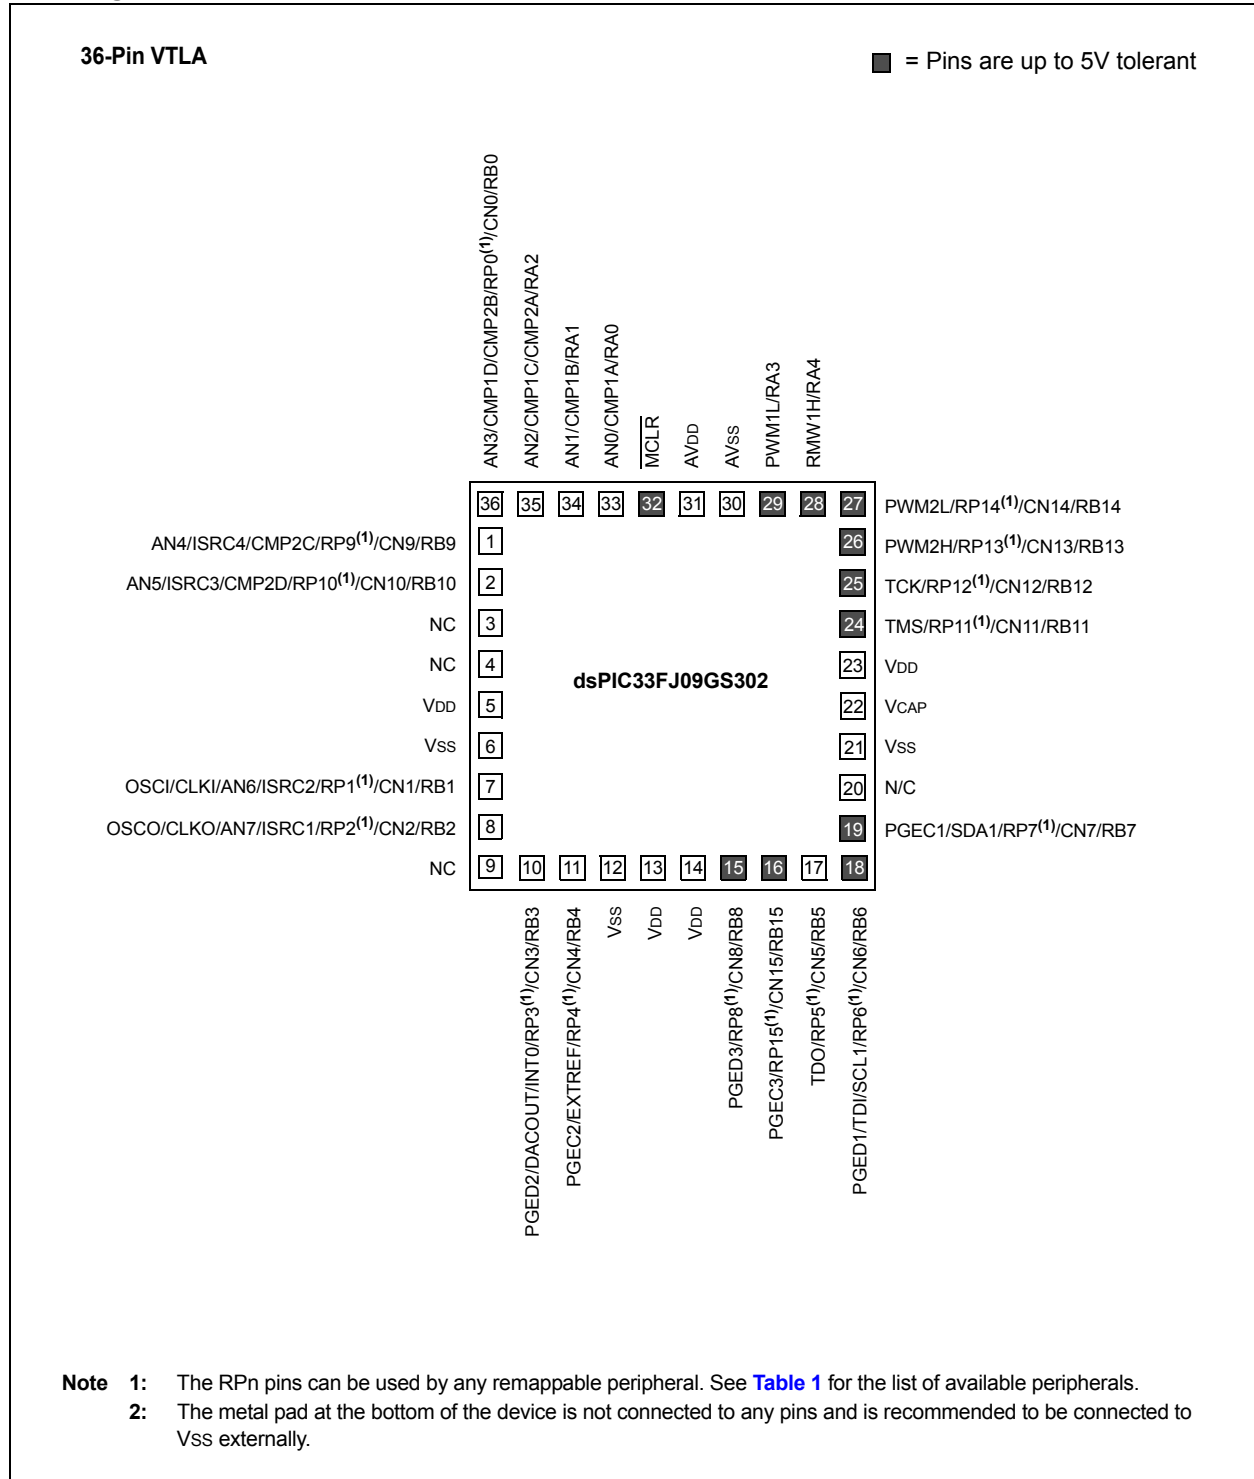 36-Pin VTLA
= Pins are up to 5V tolerant
AN3/CMP1D/CMP2B/RP0(1)/CN0/RB0
AN2/CMP1C/CMP2A/RA2
AN1/CMP1B/RA1
AN0/CMP1A/RA0
MCLR
AVDD
AVSS
PWM1L/RA3
RMW1H/RA4
36 35 34 33 32 31 30 29 28 27
PWM2L/RP14(1)/CN14/RB14
AN4/ISRC4/CMP2C/RP9(1)/CN9/RB9 1
26 PWM2H/RP13(1)/CN13/RB13
AN5/ISRC3/CMP2D/RP10(1)/CN10/RB10 2
25 TCK/RP12(1)/CN12/RB12
NC 3
24 TMS/RP11(1)/CN11/RB11
NC 4
dsPIC33FJ09GS302
23 VDD
VDD 5
22 VCAP
VSS 6
21 VSS
OSCI/CLKI/AN6/ISRC2/RP1(1)/CN1/RB1 7
20 N/C
OSCO/CLKO/AN7/ISRC1/RP2(1)/CN2/RB2 8
19 PGEC1/SDA1/RP7(1)/CN7/RB7
NC 9 10 11 12 13 14 15 16 17 18
PGED2/DACOUT/INT0/RP3(1)/CN3/RB3
PGEC2/EXTREF/RP4(1)/CN4/RB4
VSS
VDD
VDD
PGED3/RP8(1)/CN8/RB8
PGEC3/RP15(1)/CN15/RB15
TDO/RP5(1)/CN5/RB5
PGED1/TDI/SCL1/RP6(1)/CN6/RB6
Note 1: The RPn pins can be used by any remappable peripheral. See Table 1 for the list of available peripherals.
2: The metal pad at the bottom of the device is not connected to any pins and is recommended to be connected to
VSS externally.